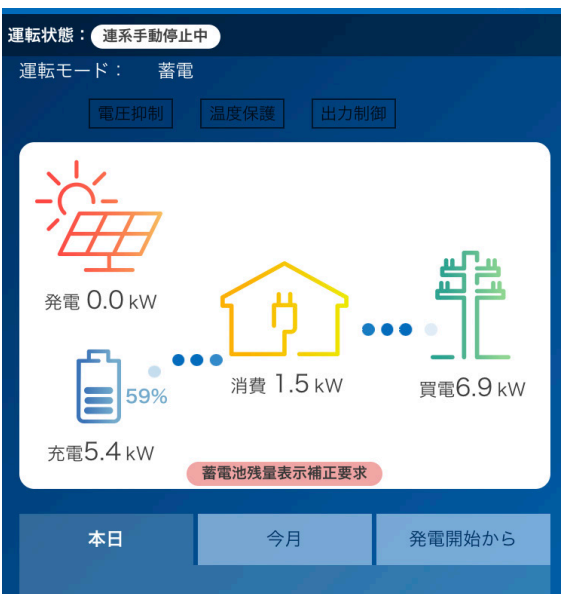 運転状態： 連系手動停止中
運転モード： 蓄電
電圧抑制 温度保護 出力制御
発電 0.0 kW
59%
消費 1.5 kW
買電6.9 kW
充電5.4 kW
蓄電池残量表示補正要求
本日 今月 発電開始から